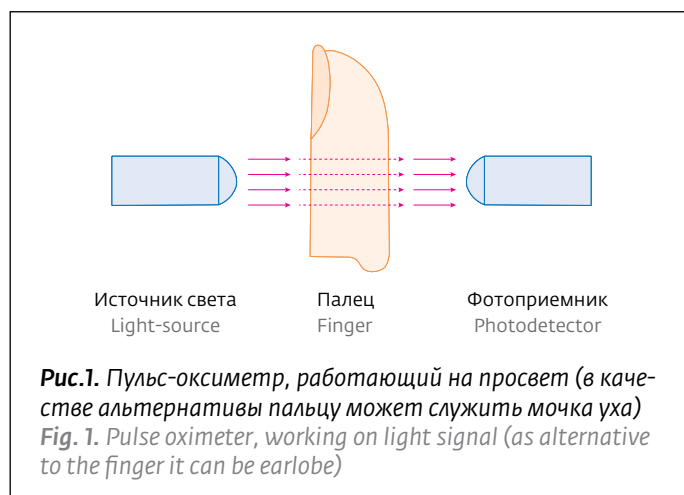 Источник света
Light-source
Палец
Finger
Фотоприемник
Photodetector
Рис.1. Пульс-оксиметр, работающий на просвет (в каче-
стве альтернативы пальцу может служить мочка уха)
Fig. 1. Pulse oximeter, working on light signal (as alternative
to the finger it can be earlobe)